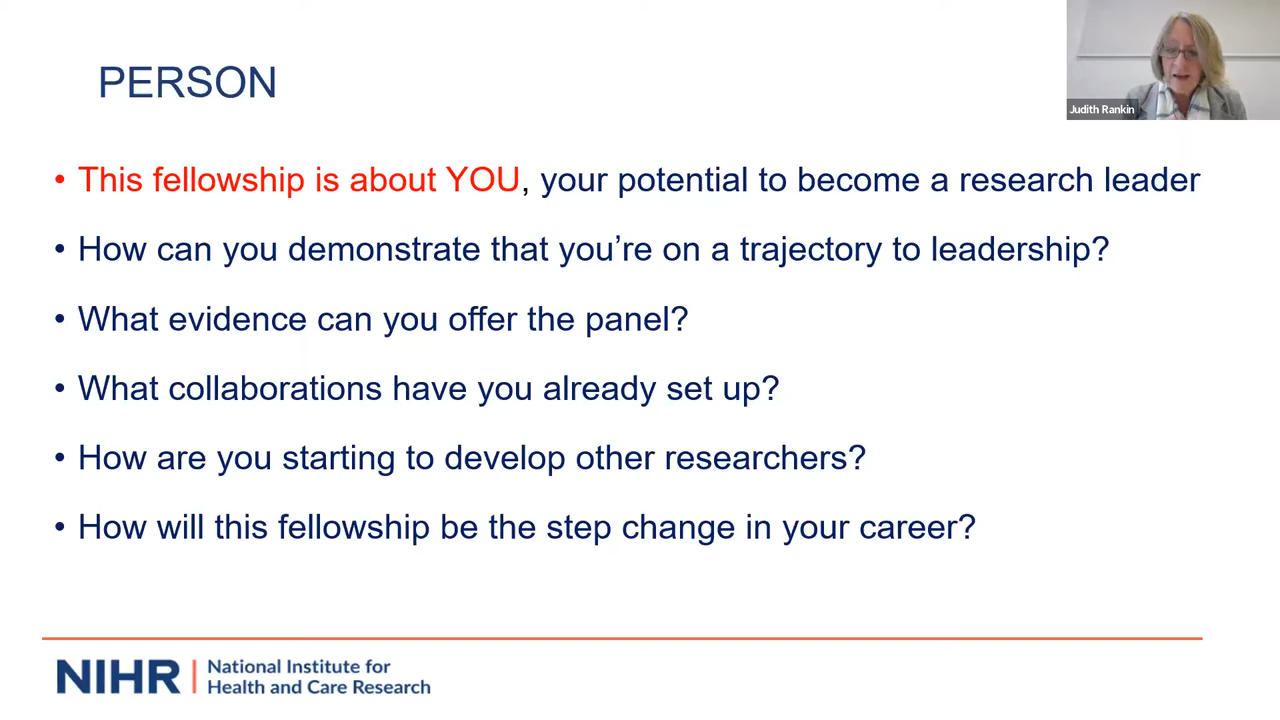 PERSON
Judith Rankin
• This fellowship is about YOU, your potential to become a research leader
• How can you demonstrate that you’re on a trajectory to leadership?
• What evidence can you offer the panel?
• What collaborations have you already set up?
• How are you starting to develop other researchers?
• How will this fellowship be the step change in your career?
NIHR | National Institute for
Health and Care Research